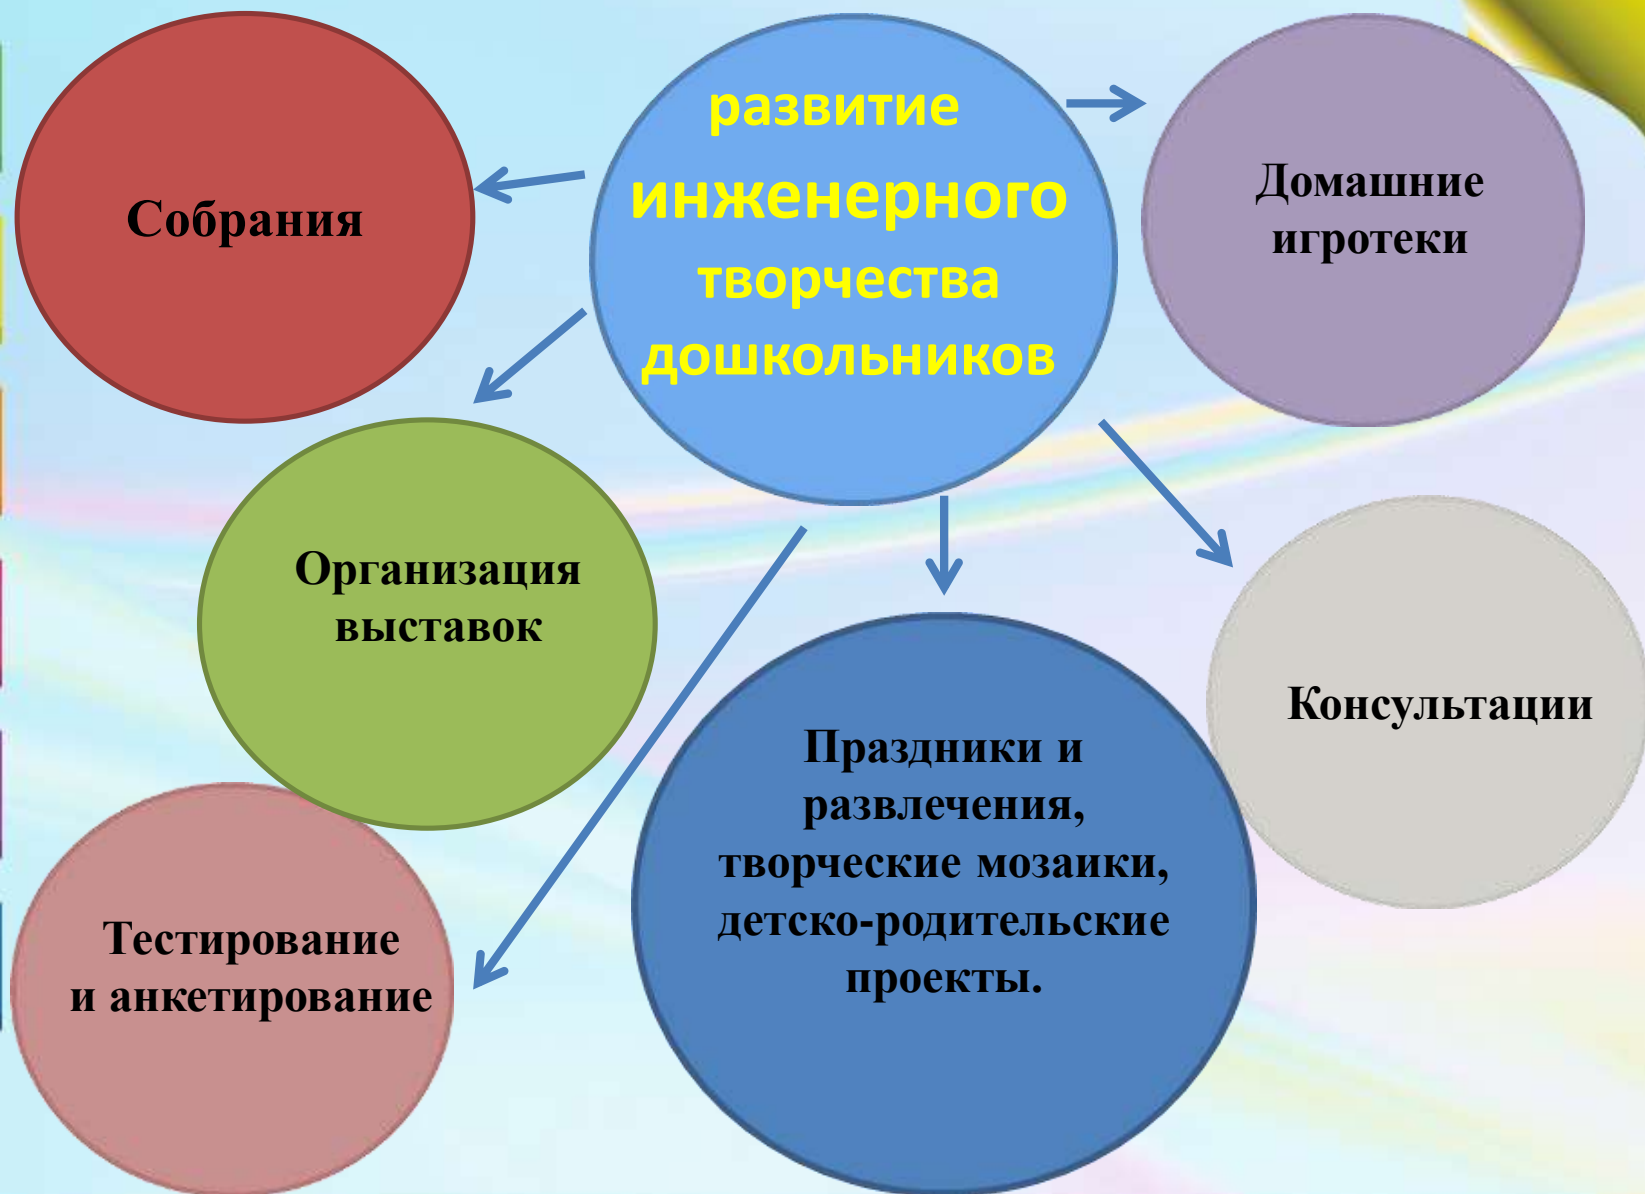 развитие
инженерного
творчества
дошкольников
Собрания
Домашние
игротеки
Организация
выставок
Консультации
Праздники и
развлечения,
творческие мозаики,
детско-родительские
проекты.
Тестирование
и анкетирование